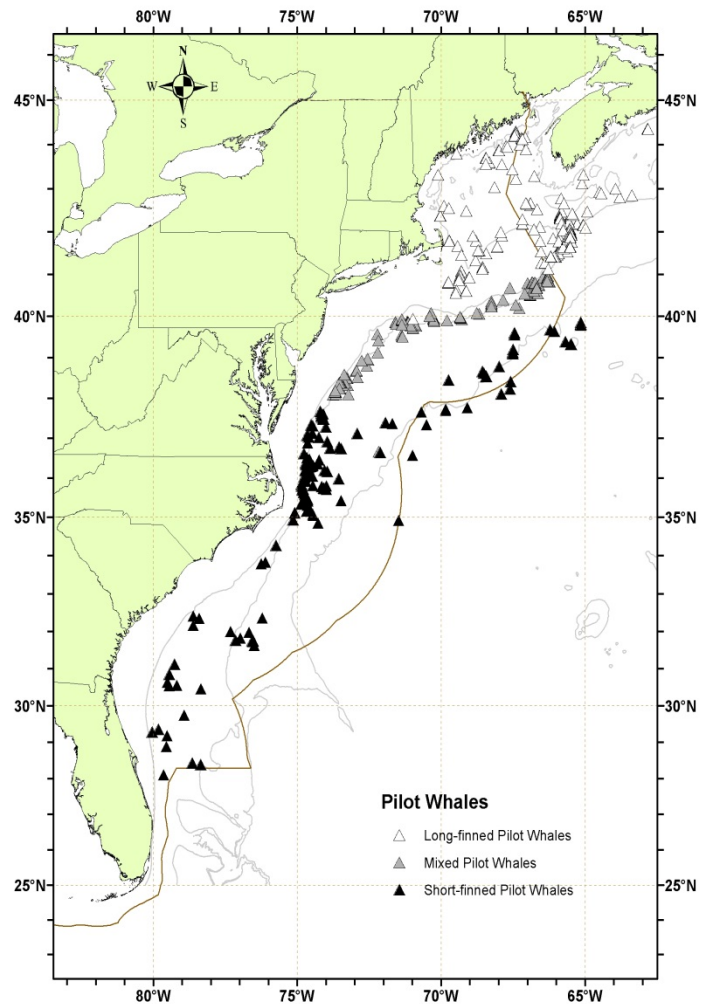 80°W 75°W 70°W 65°W
N
W E
S
45°N 45°N
40°N 40°N
35°N 35°N
30°N 30°N
25°N 25°N
Pilot Whales
Long-finned Pilot Whales
Mixed Pilot Whales
Short-finned Pilot Whales
80°W 75°W 70°W 65°W